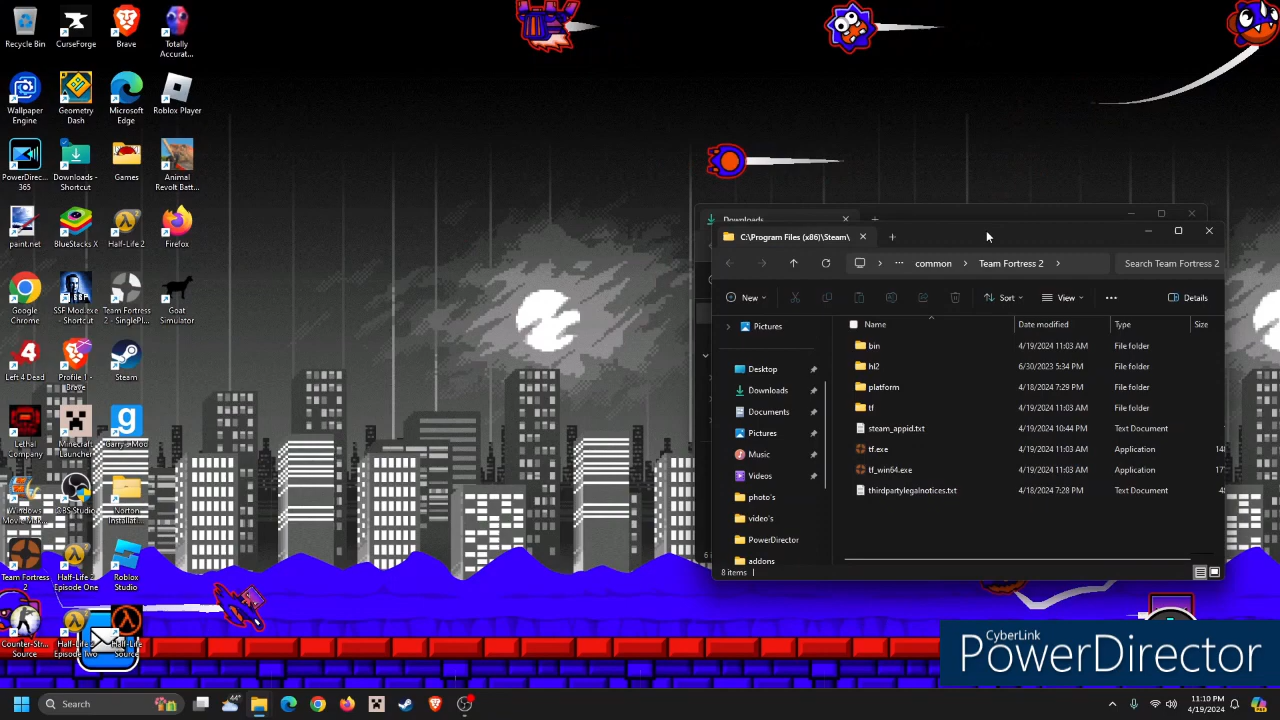 Recycle Bin
CurseForge
Brave
Totally
Accurat...
Wallpaper
Engine
Geometry
Dash
Microsoft
Edge
Roblox Player
PowerDirec...
365
Downloads -
Shortcut
Games
Animal
Revolt Batt...
paint.net
BlueStacks X
Half-Life 2
Firefox
Google
Chrome
SSF Mod.exe
- Shortcut
Team Fortress
2 - SinglePl...
Goat
Simulator
Left 4 Dead
Profile 1 -
Brave
Steam
Lethal
Company
Minecraft
Launcher
Garry's Mod
Windows
Movie Mak...
OBS Studio
Norton
Installati...
Team Fortress
2
Half-Life 2
Episode One
Roblox
Studio
Counter-Str...
Source
Half-Life 2
Episode Two
Half-Life
Source
Downloads
C:\Program Files (x86)\Steam\
common
Team Fortress 2
Search Team Fortress 2
New
Sort
View
Details
Pictures
Desktop
Downloads
Documents
Pictures
Music
Videos
photo's
video's
PowerDirector
addons
Name
Date modified
Type
Size
bin
4/19/2024 11:03 AM
File folder
hl2
6/30/2023 5:34 PM
File folder
platform
4/18/2024 7:29 PM
File folder
tf
4/19/2024 11:03 AM
File folder
steam_appid.txt
4/19/2024 10:44 PM
Text Document
tf.exe
4/19/2024 11:03 AM
Application
tf_win64.exe
4/19/2024 11:03 AM
Application
thirdpartylegalnotices.txt
4/18/2024 7:28 PM
Text Document
8 items
CyberLink
PowerDirector
Search
44°
11:10 PM
4/19/2024